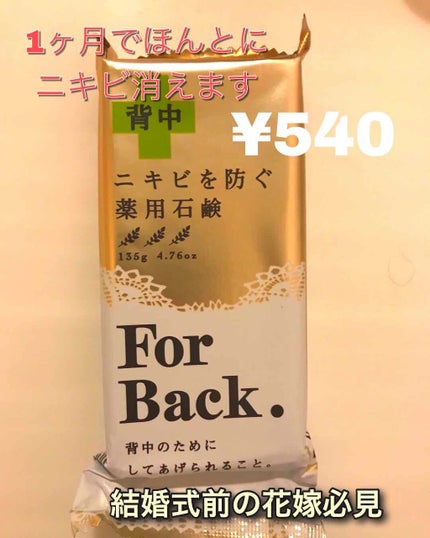 1ヶ月でほんとに
ニキビ消えます
背中
¥540
ニキビを防ぐ
薬用石鹸
135g 4.76oz
For
Back.
背中のために
してあげられること。
結婚式前の花嫁必見